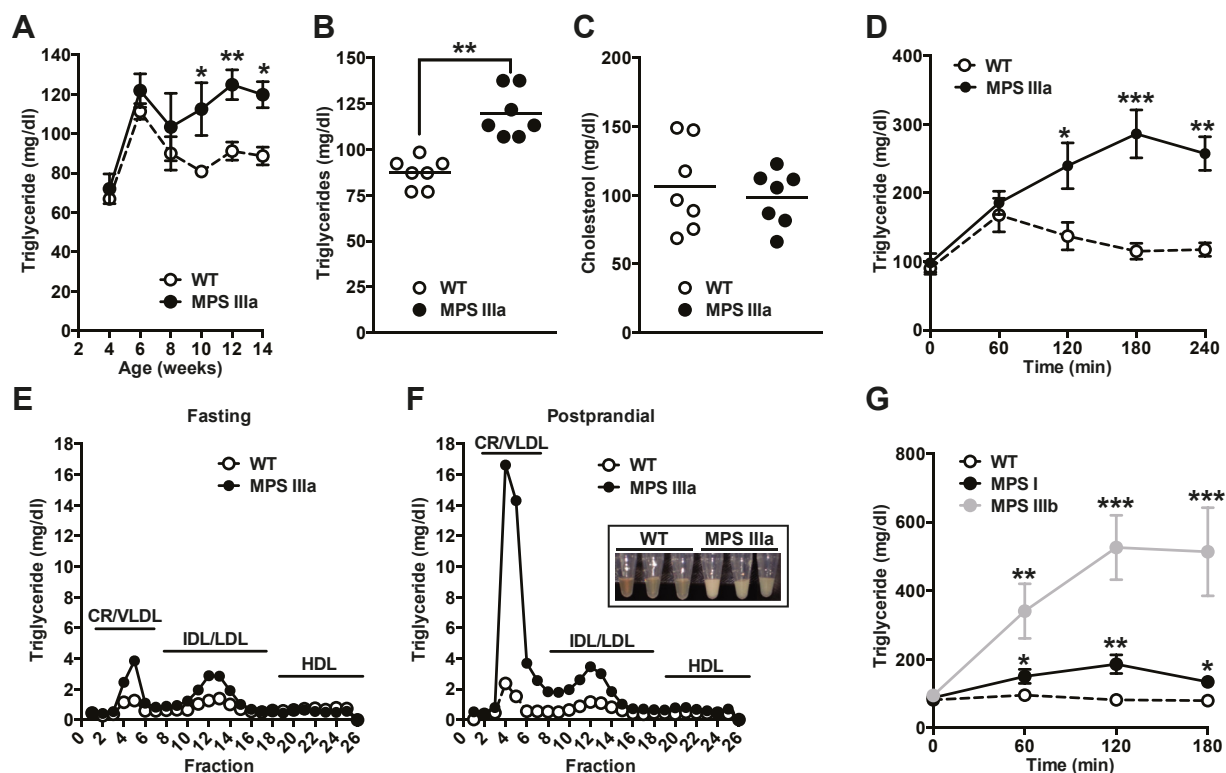 A
Triglyceride (mg/dl)
140
120
100
80
60
40
20
0
2 4 6 8 10 12 14
Age (weeks)
* ** *
WT
MPS IIIa
B
Triglycerides (mg/dl)
150
125
100
75
50
25
0
**
WT
MPS IIIa
C
Cholesterol (mg/dl)
200
150
100
50
0
WT
MPS IIIa
D
Triglyceride (mg/dl)
400
300
200
100
0
0 60 120 180 240
Time (min)
WT
MPS IIIa
* *** **
E
Fasting
Triglyceride (mg/dl)
18
16
14
12
10
8
6
4
2
0
0 2 4 6 8 10 12 14 16 18 20 22 24 26
Fraction
WT
MPS IIIa
CR/VLDL
IDL/LDL
HDL
F
Postprandial
Triglyceride (mg/dl)
18
16
14
12
10
8
6
4
2
0
0 2 4 6 8 10 12 14 16 18 20 22 24 26
Fraction
CR/VLDL
WT
MPS IIIa
WT MPS IIIa
IDL/LDL
HDL
G
Triglyceride (mg/dl)
800
600
400
200
0
0 60 120 180
Time (min)
WT
MPS I
MPS IIIb
** *** ***
* ** *